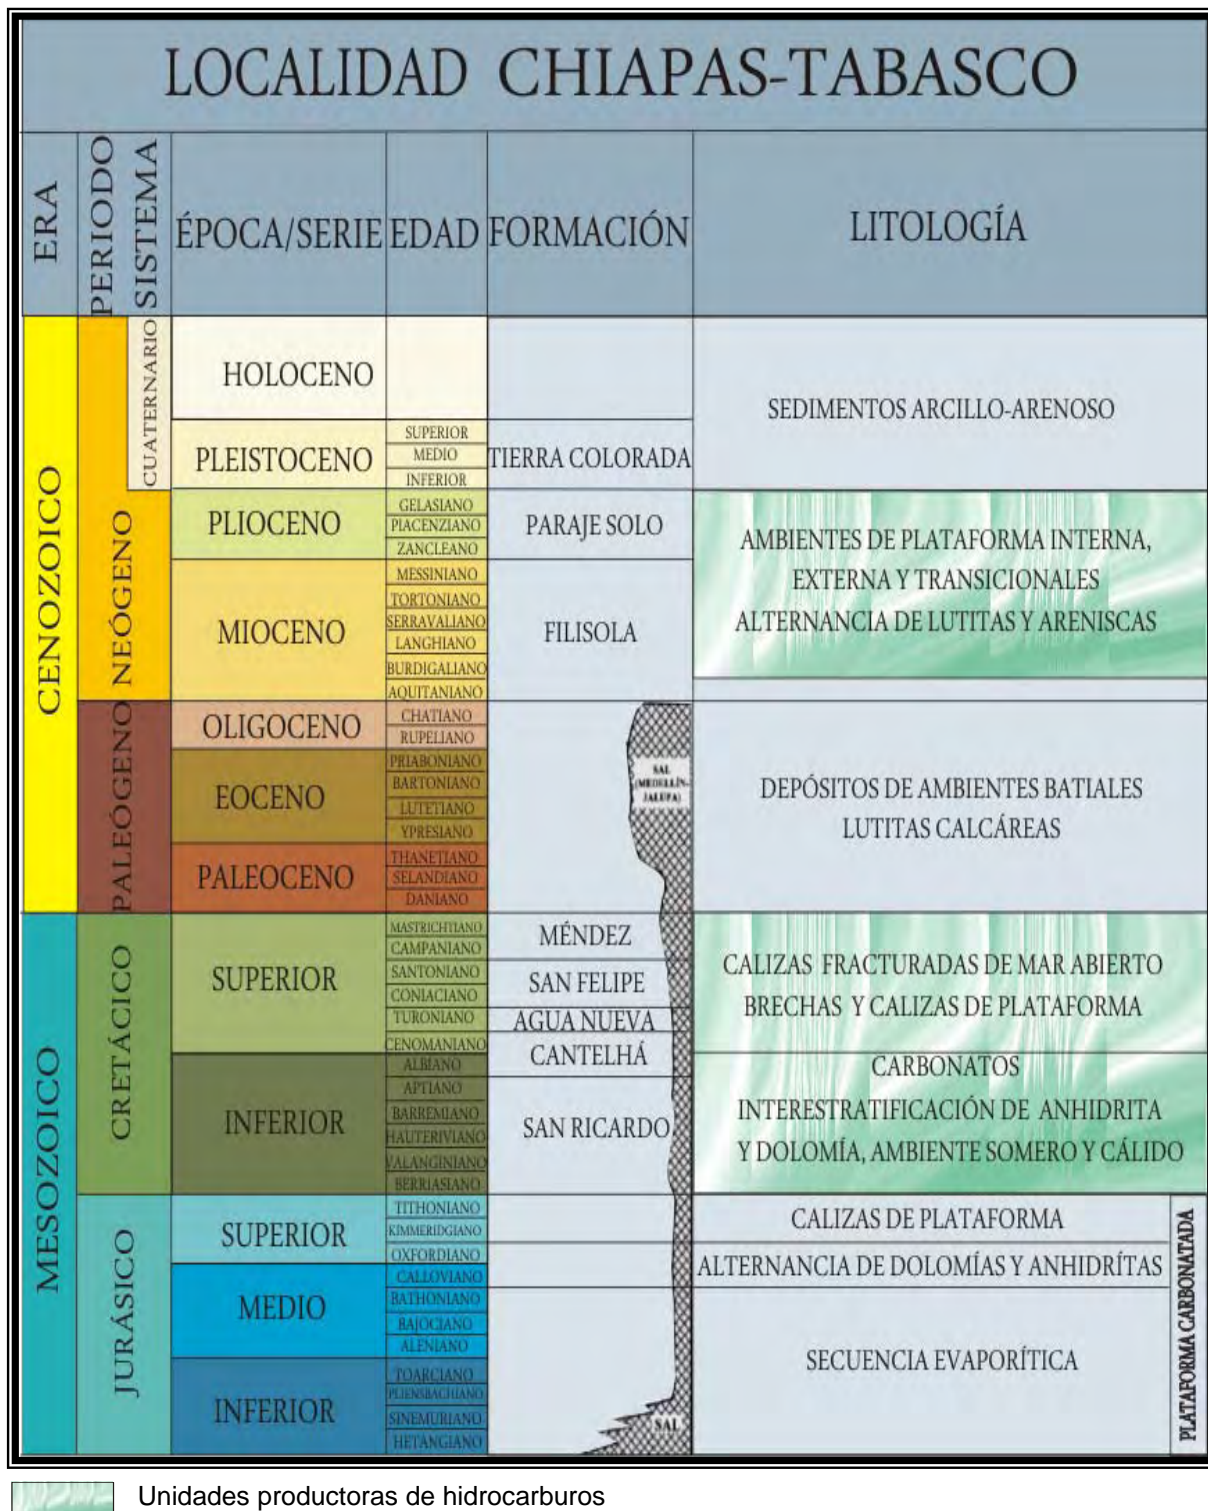 LOCALIDAD CHIAPAS-TABASCO
ERA
PERIODO
SISTEMA
ÉPOCA/SERIE
EDAD
FORMACIÓN
LITOLOGÍA
CENOZOICO
NEÓGENO
CUATERNARIO
HOLOCENO
SEDIMENTOS ARCILLO-ARENOSO
PLEISTOCENO
SUPERIOR
MEDIO
INFERIOR
TIERRA COLORADA
PLIOCENO
GELASIANO
PIACENZIANO
ZANCLEANO
PARAJE SOLO
AMBIENTES DE PLATAFORMA INTERNA,
EXTERNA Y TRANSICIONALES
ALTERNANCIA DE LUTITAS Y ARENISCAS
MIOCENO
MESSINIANO
TORTONIANO
SERRAVALIANO
LANGHIANO
BURDIGALIANO
AQUITANIANO
FILISOLA
PALEÓGENO
OLIGOCENO
CHATIANO
RUPELIANO
EOCENO
PRIABONIANO
BARTONIANO
LUTETIANO
YPRESIANO
SAL
(MEDELLÍN-
JALUPA)
DEPÓSITOS DE AMBIENTES BATIALES
LUTITAS CALCÁREAS
PALEOCENO
THANETIANO
SELANDIANO
DANIANO
MESOZOICO
CRETÁCICO
SUPERIOR
MASTRICHTIANO
CAMPANIANO
SANTONIANO
CONIACIANO
TURONIANO
CENOMANIANO
MÉNDEZ
SAN FELIPE
AGUA NUEVA
CANTELHÁ
CALIZAS FRACTURADAS DE MAR ABIERTO
BRECHAS Y CALIZAS DE PLATAFORMA
INFERIOR
ALBIANO
APTIANO
BARREMIANO
HAUTERIVIANO
VALANGINIANO
BERRIASIANO
SAN RICARDO
CARBONATOS
INTERESTRATIFICACIÓN DE ANHIDRITA
Y DOLOMÍA, AMBIENTE SOMERO Y CÁLIDO
JURÁSICO
SUPERIOR
TITHONIANO
KIMMERIDGIANO
OXFORDIANO
CALIZAS DE PLATAFORMA
ALTERNANCIA DE DOLOMÍAS Y ANHIDRÍTAS
MEDIO
CALLOVIANO
BATHONIANO
BAJOCIANO
ALENIANO
SECUENCIA EVAPORÍTICA
INFERIOR
TOARCIANO
PLIENSBACHIANO
SINEMURIANO
HETANGIANO
SAL
PLATAFORMA CARBONATADA
Unidades productoras de hidrocarburos